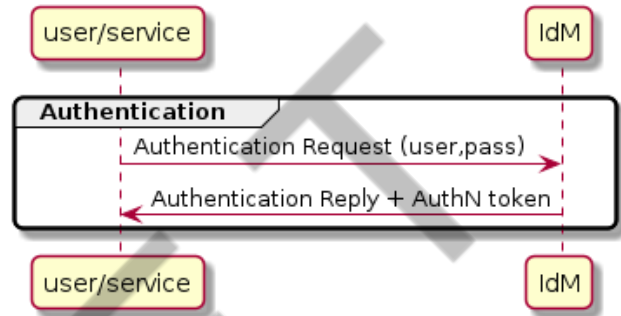 user/service IdM
Authentication
Authentication Request (user,pass)
Authentication Reply + AuthN token
user/service IdM